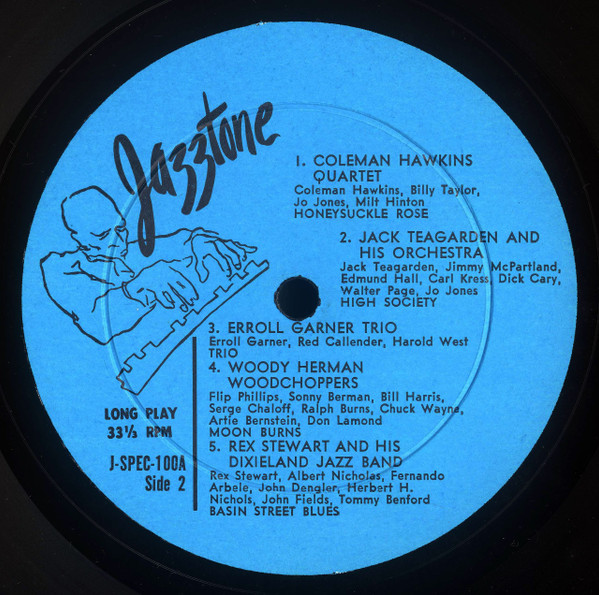 Jazztone
1. COLEMAN HAWKINS
QUARTET
Coleman Hawkins, Billy Taylor,
Jo Jones, Milt Hinton
HONEYSUCKLE ROSE
2. JACK TEAGARDEN AND
HIS ORCHESTRA
Jack Teagarden, Jimmy McPartland,
Edmund Hall, Carl Kress, Dick Cary,
Walter Page, Jo Jones
HIGH SOCIETY
3. ERROLL GARNER TRIO
Erroll Garner, Red Callender, Harold West
TRIO
4. WOODY HERMAN
WOODCHOPPERS
Flip Phillips, Sonny Berman, Bill Harris,
Serge Chaloff, Ralph Burns, Chuck Wayne,
Artie Bernstein, Don Lamond
MOON BURNS
5. REX STEWART AND HIS
DIXIELAND JAZZ BAND
Rex Stewart, Albert Nicholas, Fernando
Arbele, John Dengler, Herbert H.
Nichols, John Fields, Tommy Benford
BASIN STREET BLUES
LONG PLAY
33⅓ RPM
J-SPEC-100A
Side 2